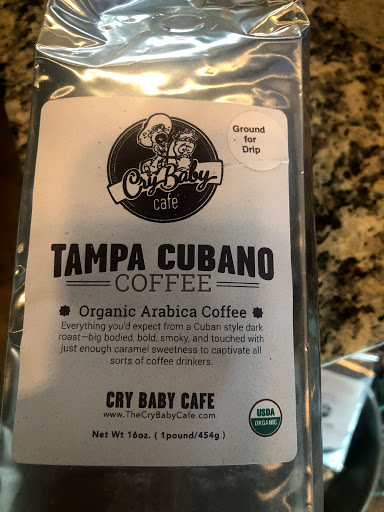 Ground
for
Drip
Cry Baby
cafe
TAMPA CUBANO
COFFEE
Organic Arabica Coffee
Everything you'd expect from a Cuban style dark
roast—big bodied, bold, smoky, and touched with
just enough caramel sweetness to captivate all
sorts of coffee drinkers.
CRY BABY CAFE
www.TheCryBabyCafe.com
Net Wt 16oz. ( 1pound/454g )
USDA
ORGANIC